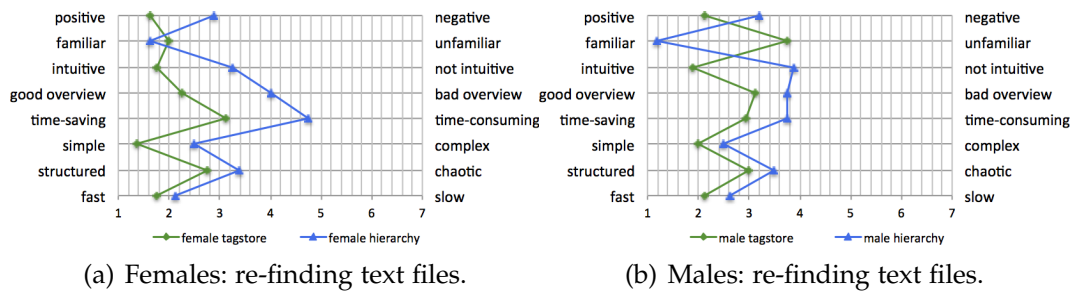 positive negative
familiar unfamiliar
intuitive not intuitive
good overview bad overview
time-saving time-consuming
simple complex
structured chaotic
fast slow
1 2 3 4 5 6 7
female tagstore female hierarchy
(a) Females: re-finding text files.
positive negative
familiar unfamiliar
intuitive not intuitive
good overview bad overview
time-saving time-consuming
simple complex
structured chaotic
fast slow
1 2 3 4 5 6 7
male tagstore male hierarchy
(b) Males: re-finding text files.